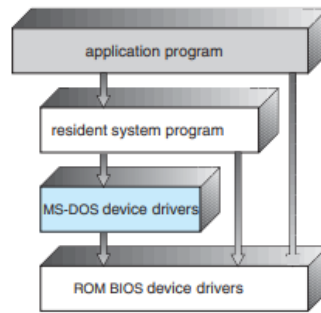 application program
resident system program
MS-DOS device drivers
ROM BIOS device drivers